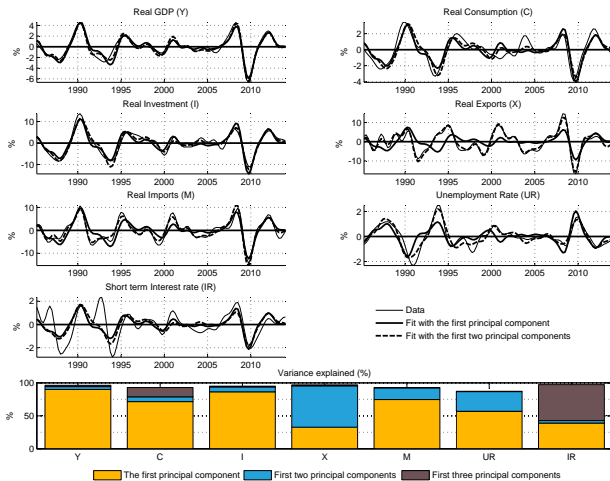 Real GDP (Y)
%
4
2
0
-2
-4
-6
1990 1995 2000 2005 2010
Real Consumption (C)
%
2
0
-2
-4
1990 1995 2000 2005 2010
Real Investment (I)
%
10
0
-10
1990 1995 2000 2005 2010
Real Exports (X)
%
10
0
-10
1990 1995 2000 2005 2010
Real Imports (M)
%
10
0
-10
1990 1995 2000 2005 2010
Unemployment Rate (UR)
%
2
0
-2
1990 1995 2000 2005 2010
Short term Interest rate (IR)
%
2
0
-2
1990 1995 2000 2005 2010
Data
Fit with the first principal component
Fit with the first two principal components
Variance explained (%)
%
100
50
0
Y C I X M UR IR
The first principal component First two principal components First three principal components